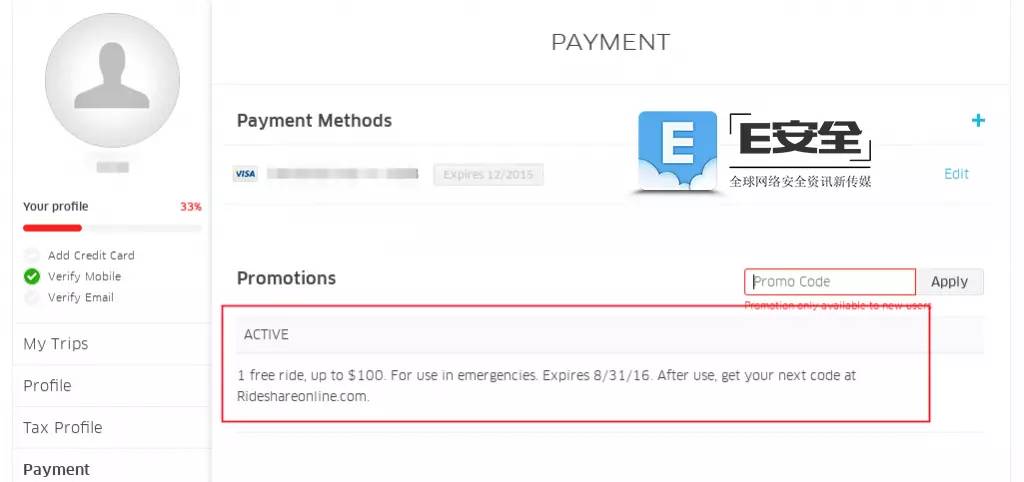 PAYMENT
Payment Methods
E
E安全
全球网络安全资讯新传媒
VISA
Expires 12/2015
Edit
Your profile
33%
Add Credit Card
Verify Mobile
Verify Email
Promotions
Promo Code
Apply
Promotion only available to new users
ACTIVE
1 free ride, up to $100. For use in emergencies. Expires 8/31/16. After use, get your next code at
Rideshareonline.com.
My Trips
Profile
Tax Profile
Payment